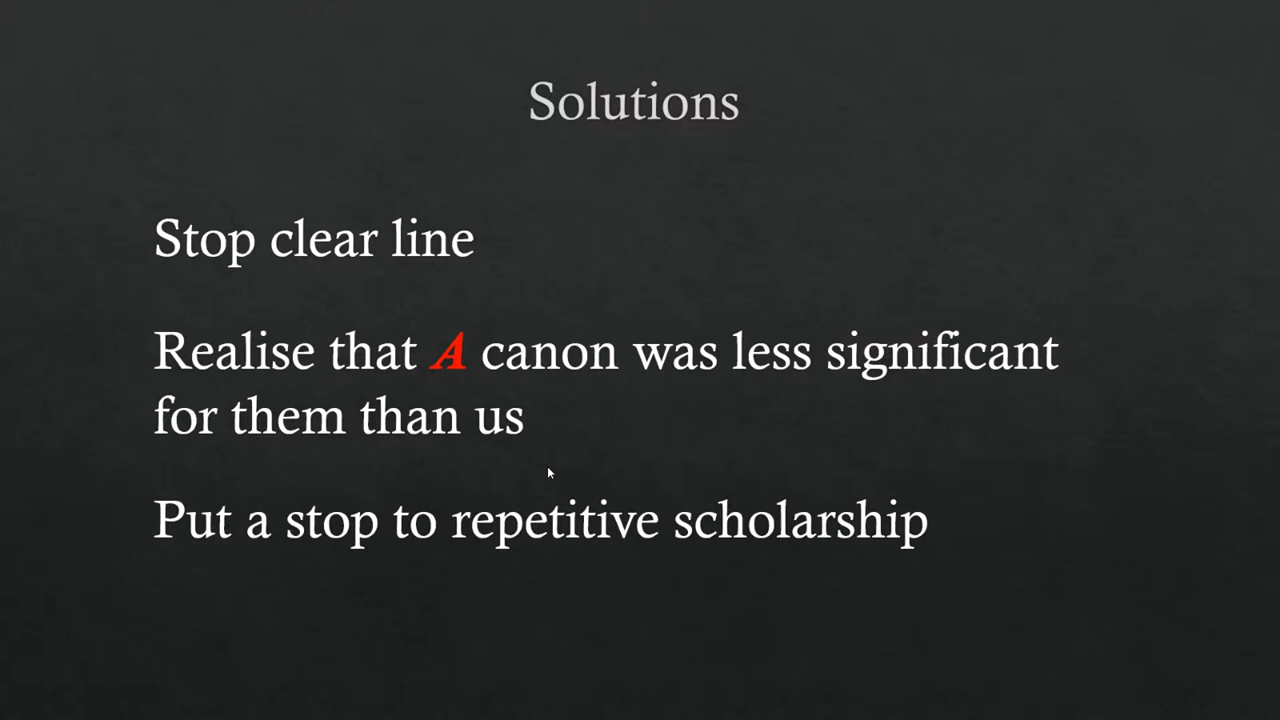 Solutions
Stop clear line
Realise that A canon was less significant
for them than us
Put a stop to repetitive scholarship